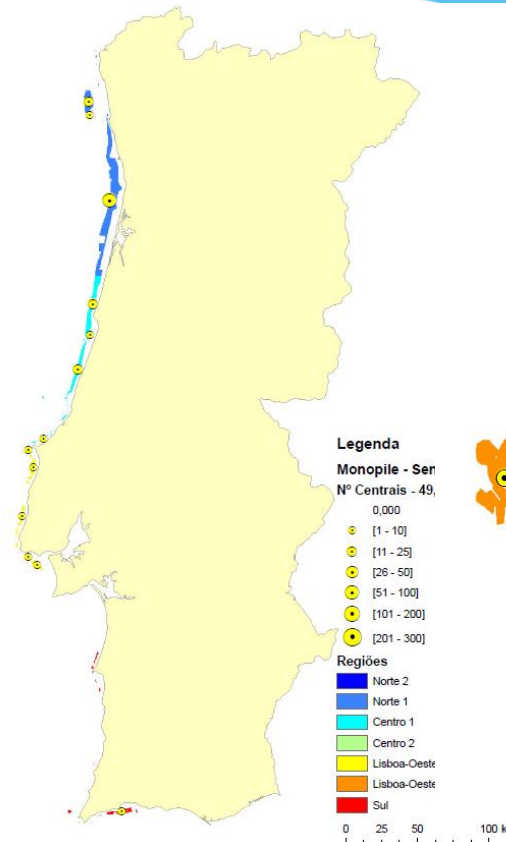 Legenda
Monopile - Sen
Nº Centrais - 49,
0,000
[1 - 10]
[11 - 25]
[26 - 50]
[51 - 100]
[101 - 200]
[201 - 300]
Regiões
Norte 2
Norte 1
Centro 1
Centro 2
Lisboa-Oeste
Lisboa-Oeste
Sul
0 25 50 100 k